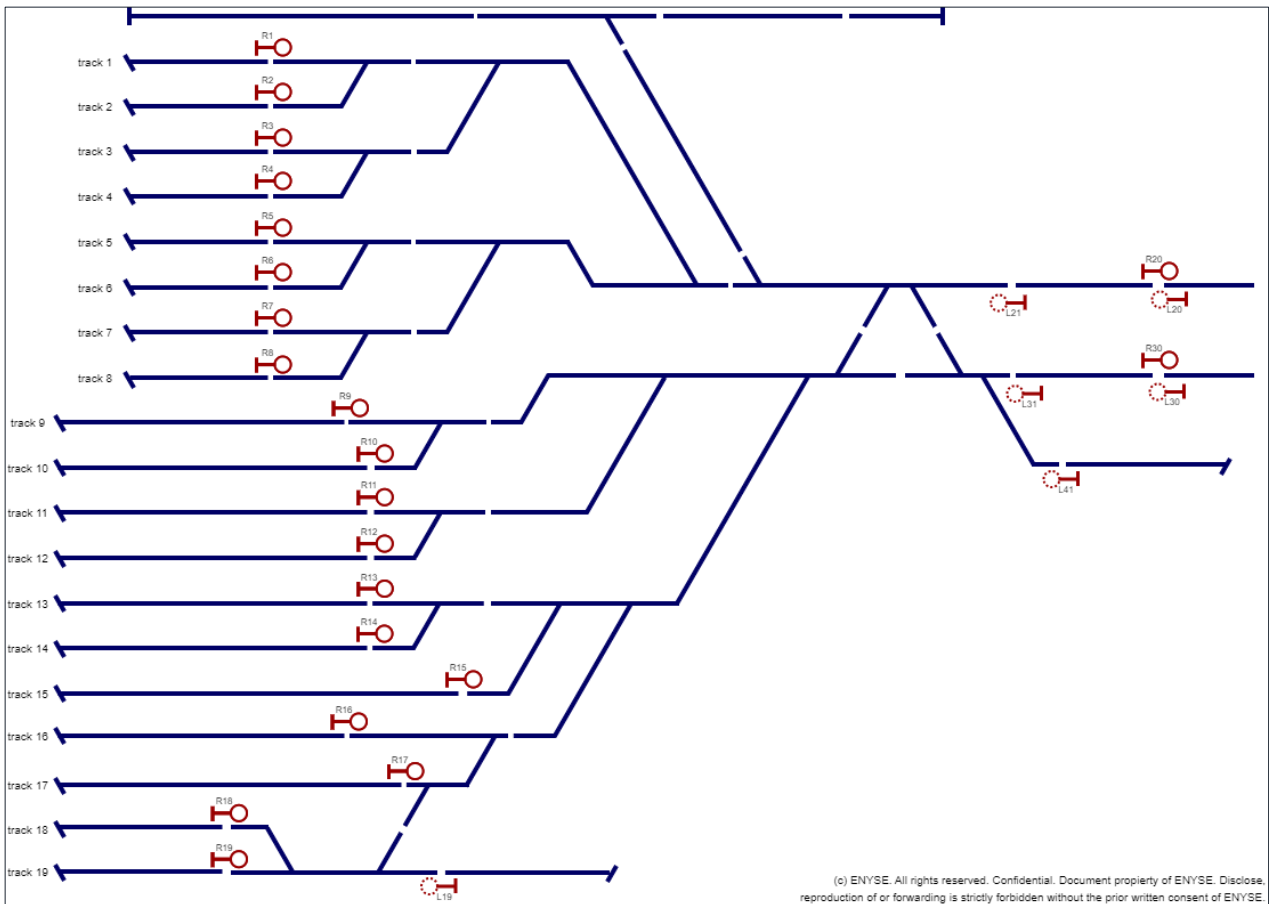 R1
track 1
R2
track 2
R3
track 3
R4
track 4
R5
track 5
R6
track 6
R7
track 7
R8
track 8
R20
L21
L20
R30
L31
L30
R9
track 9
R10
track 10
L41
R11
track 11
R12
track 12
R13
track 13
R14
track 14
R15
track 15
R16
track 16
R17
track 17
R18
track 18
R19
track 19
L19
(c) ENYSE. All rights reserved. Confidential. Document propierty of ENYSE. Disclose,
reproduction of or forwarding is strictly forbidden without the prior written consent of ENYSE.